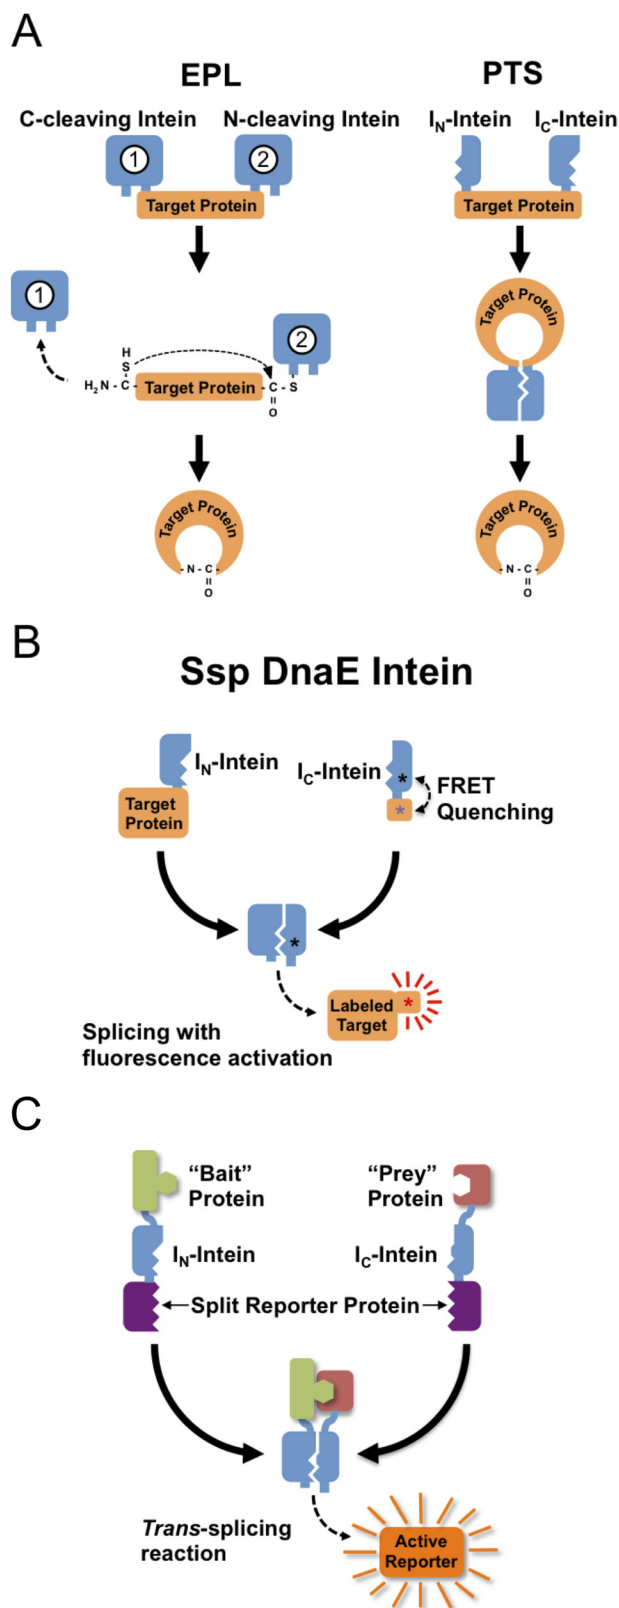 A
EPL
PTS
C-cleaving Intein
N-cleaving Intein
IN-Intein
IC-Intein
1
2
Target Protein
Target Protein
1
2
H
S
H2N - C -
Target Protein
- C - S
O
Target Protein
Target Protein
- N - C -
O
Target Protein
- N - C -
O
B
Ssp DnaE Intein
IN-Intein
IC-Intein
*
*
FRET
Quenching
Target
Protein
*
Labeled
Target
*
Splicing with
fluorescence activation
C
“Bait”
Protein
“Prey”
Protein
IN-Intein
IC-Intein
Split Reporter Protein
Trans-splicing
reaction
Active
Reporter